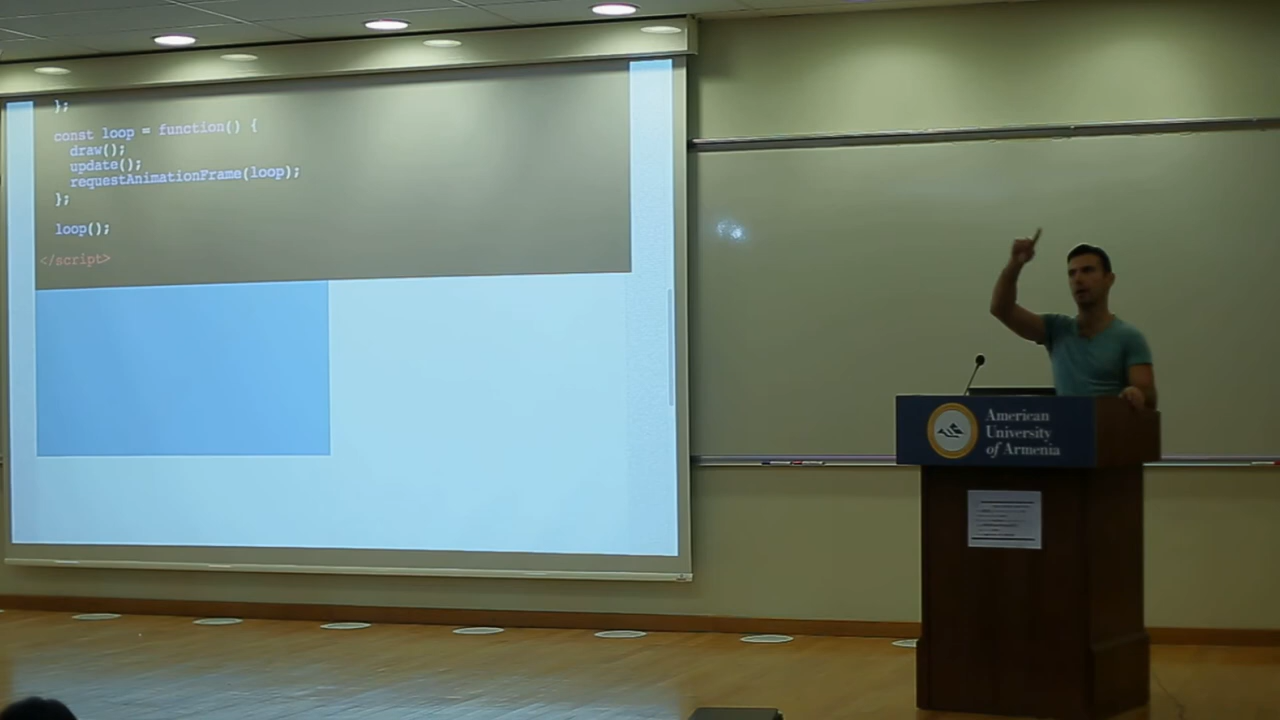 };
const loop = function() {
draw();
update();
requestAnimationFrame(loop);
};
loop();
</script>
American
University
of Armenia